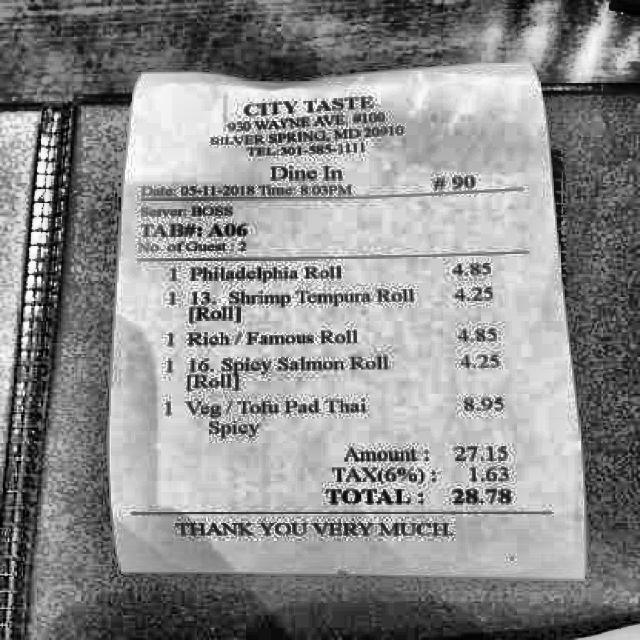 CITY TASTE
950 WAYNE AVE. #108
SILVER SPRING, MD 20910
TEL:301-585-1111
Dine In
Date: 05-11-2018 Time: 8:03PM # 90
Server: BOSS
TAB#: A06
No. of Guest : 2
1 Philadelphia Roll 4.85
1 13. Shrimp Tempura Roll 4.25
[Roll]
1 Rich / Famous Roll 4.85
1 16. Spicy Salmon Roll 4.25
[Roll]
1 Veg / Tofu Pad Thai 8.95
Spicy
Amount : 27.15
TAX(6%) : 1.63
TOTAL : 28.78
THANK YOU VERY MUCH